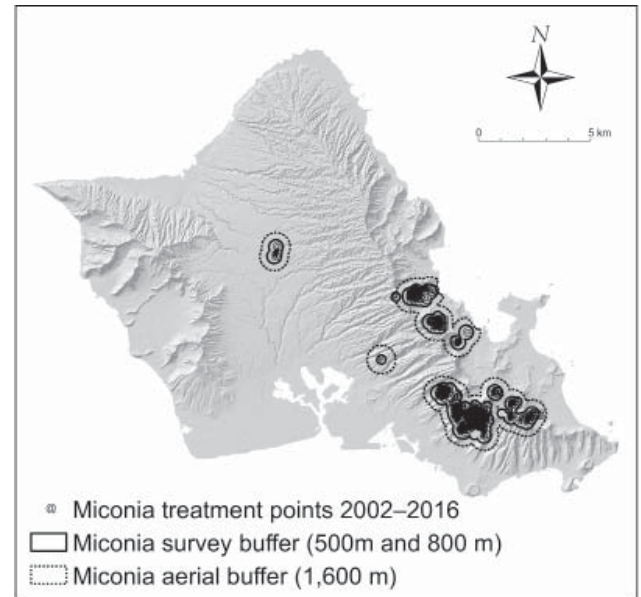 N
0 5 km
Miconia treatment points 2002–2016
Miconia survey buffer (500m and 800 m)
Miconia aerial buffer (1,600 m)